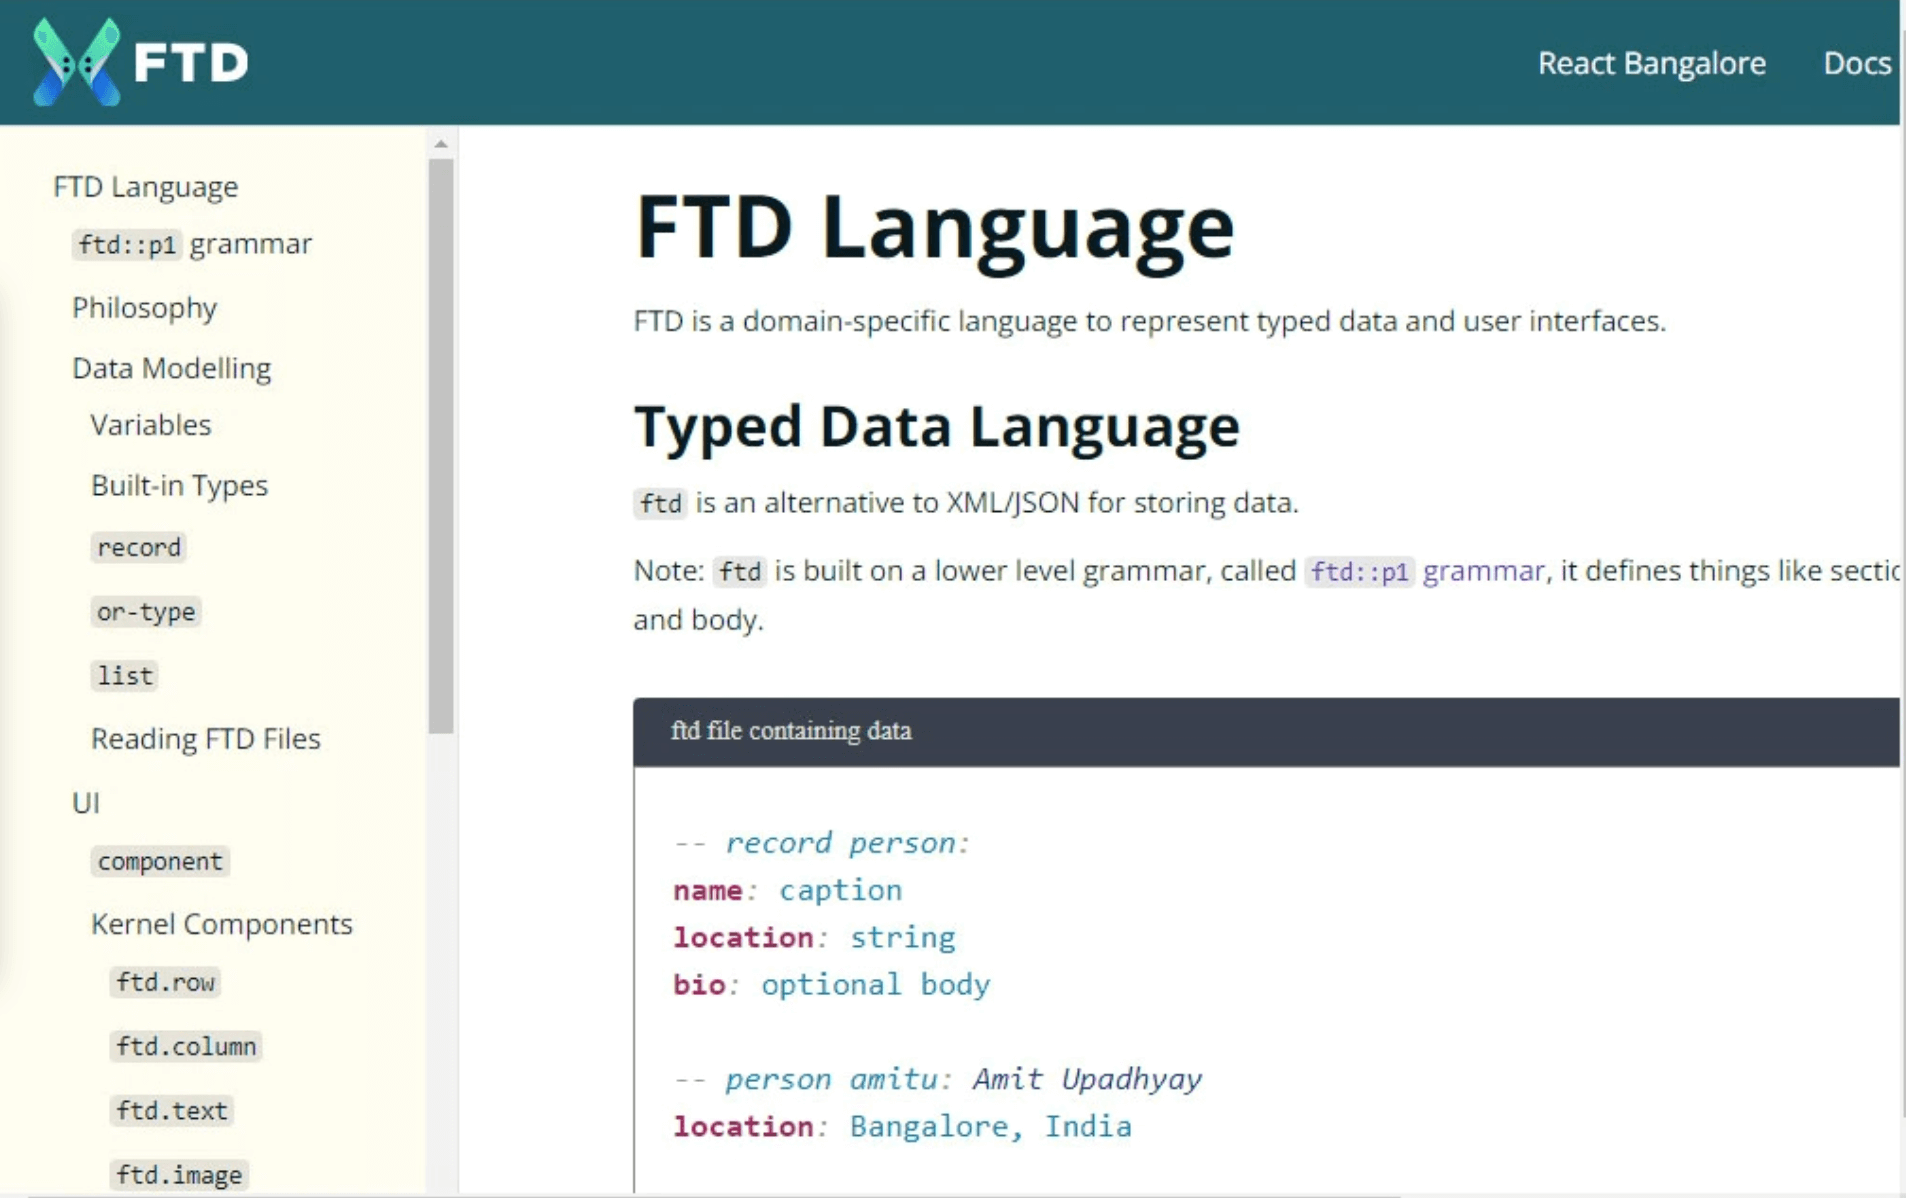 FTD
React Bangalore
Docs
FTD Language
ftd::p1 grammar
Philosophy
Data Modelling
Variables
Built-in Types
record
or-type
list
Reading FTD Files
UI
component
Kernel Components
ftd.row
ftd.column
ftd.text
ftd.image
FTD Language
FTD is a domain-specific language to represent typed data and user interfaces.
Typed Data Language
ftd is an alternative to XML/JSON for storing data.
Note: ftd is built on a lower level grammar, called ftd::p1 grammar, it defines things like
and body.
ftd file containing data
-- record person:
name: caption
location: string
bio: optional body
-- person amitu: Amit Upadhyay
location: Bangalore, India